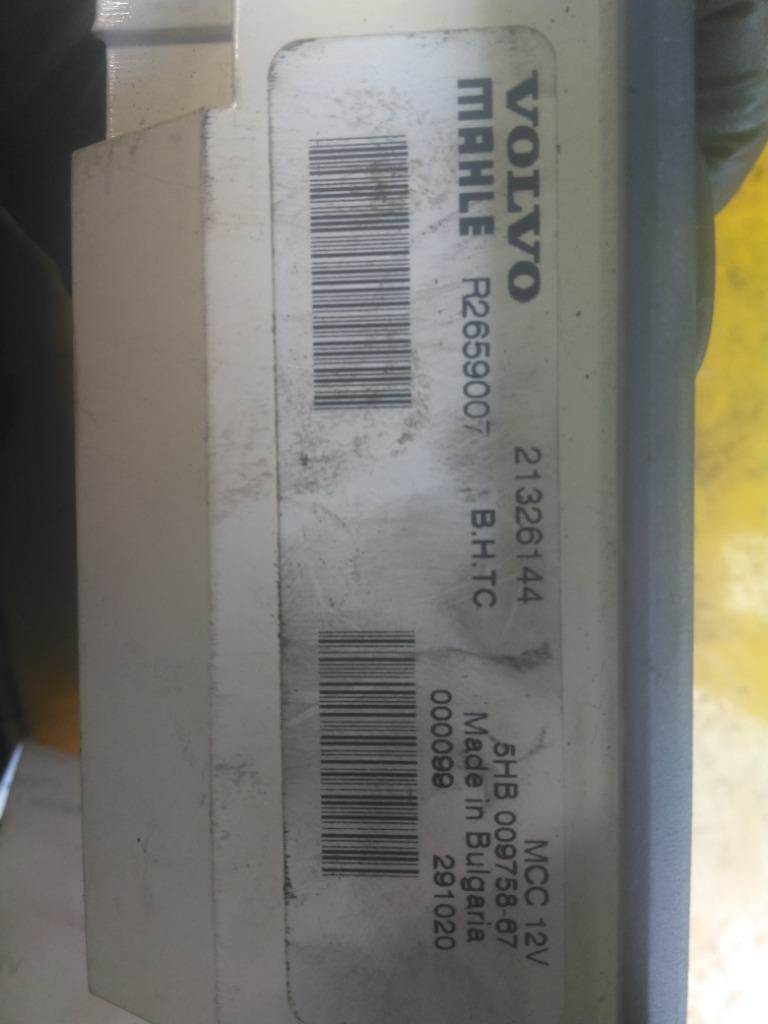 VOLVO 21326144 MCC 12V
MAHLE R2659007 B.H.TC 5HB 009758-67
Made in Bulgaria
000099 291020